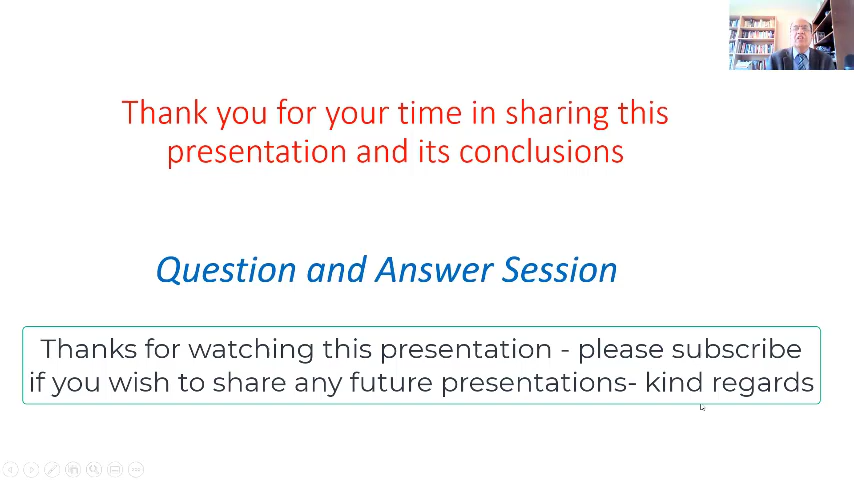 Thank you for your time in sharing this
presentation and its conclusions
Question and Answer Session
Thanks for watching this presentation - please subscribe
if you wish to share any future presentations- kind regards